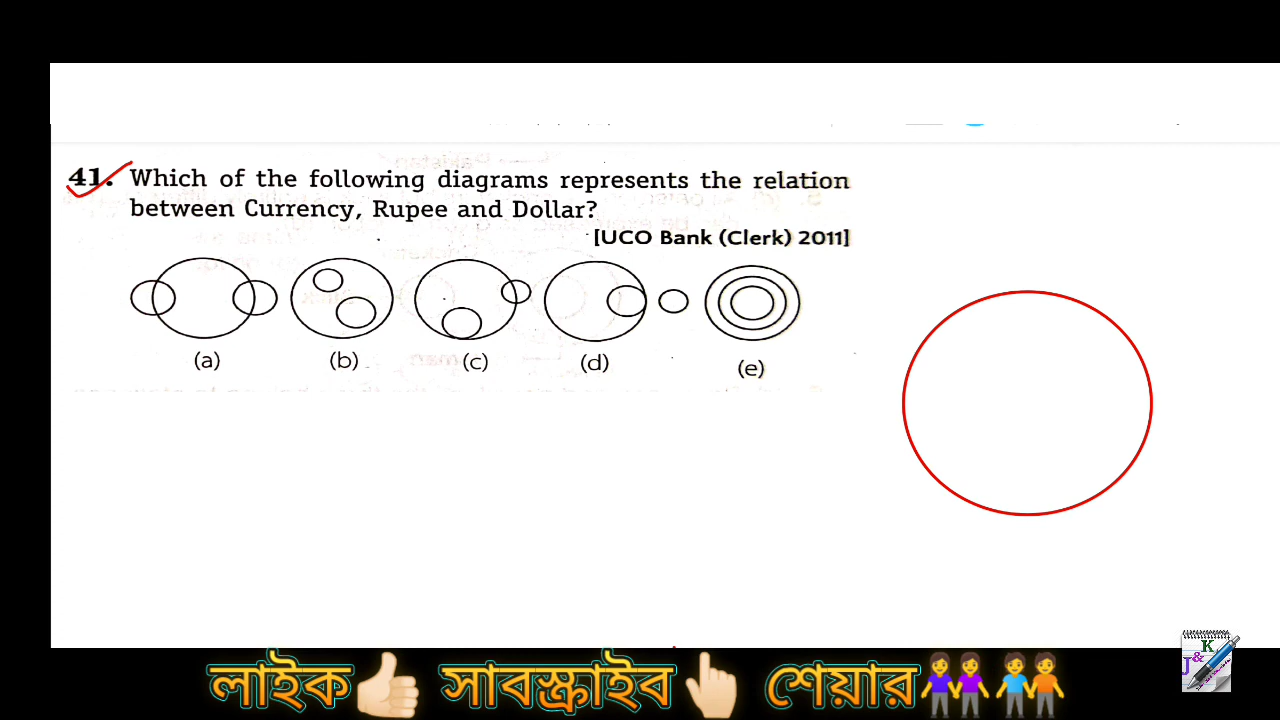 41. Which of the following diagrams represents the relation
between Currency, Rupee and Dollar?
[UCO Bank (Clerk) 2011]
(a) (b) (c) (d) (e)
লাইক সাবস্ক্রাইব শেয়ার
J&K